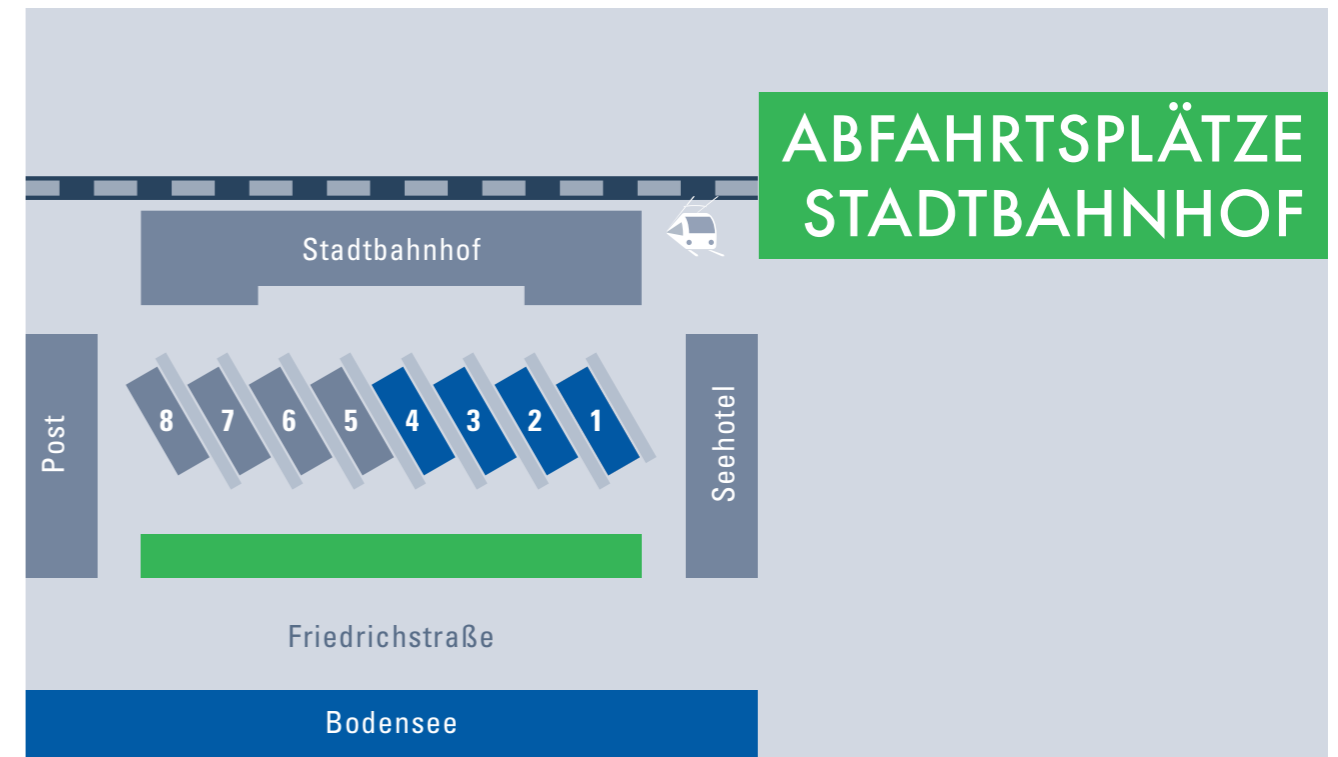 ABFAHRTSPLÄTZE
STADTBAHNHOF
Stadtbahnhof
Post
8 7 6 5 4 3 2 1
Seehotel
Friedrichstraße
Bodensee